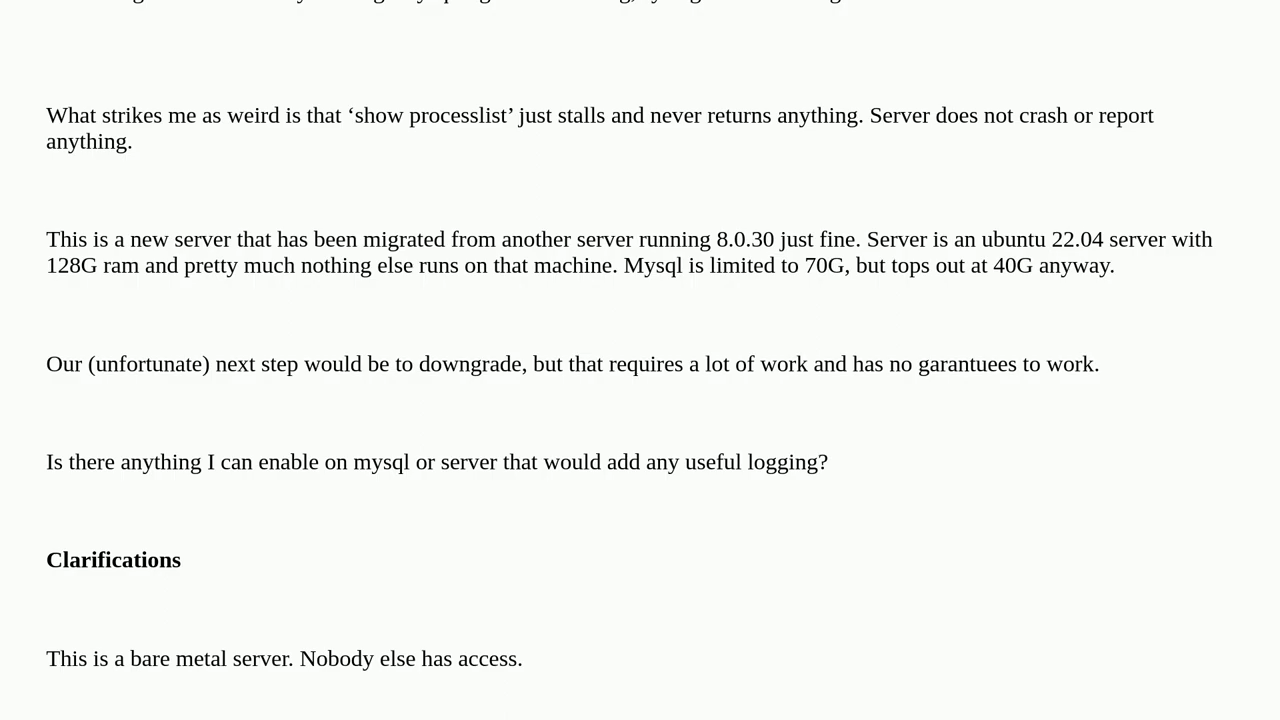 What strikes me as weird is that ‘show processlist’ just stalls and never returns anything. Server does not crash or report
anything.
This is a new server that has been migrated from another server running 8.0.30 just fine. Server is an ubuntu 22.04 server with
128G ram and pretty much nothing else runs on that machine. Mysql is limited to 70G, but tops out at 40G anyway.
Our (unfortunate) next step would be to downgrade, but that requires a lot of work and has no garantuees to work.
Is there anything I can enable on mysql or server that would add any useful logging?
Clarifications
This is a bare metal server. Nobody else has access.